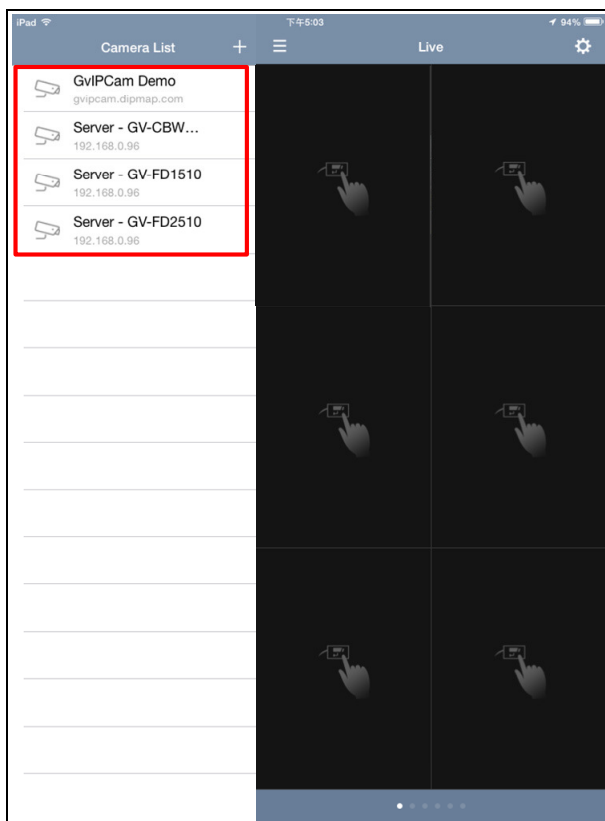 iPad 下午5:03 94%
Camera List + Live
GvIPCam Demo
gvipcam.dipmap.com
Server - GV-CBW...
192.168.0.96
Server - GV-FD1510
192.168.0.96
Server - GV-FD2510
192.168.0.96